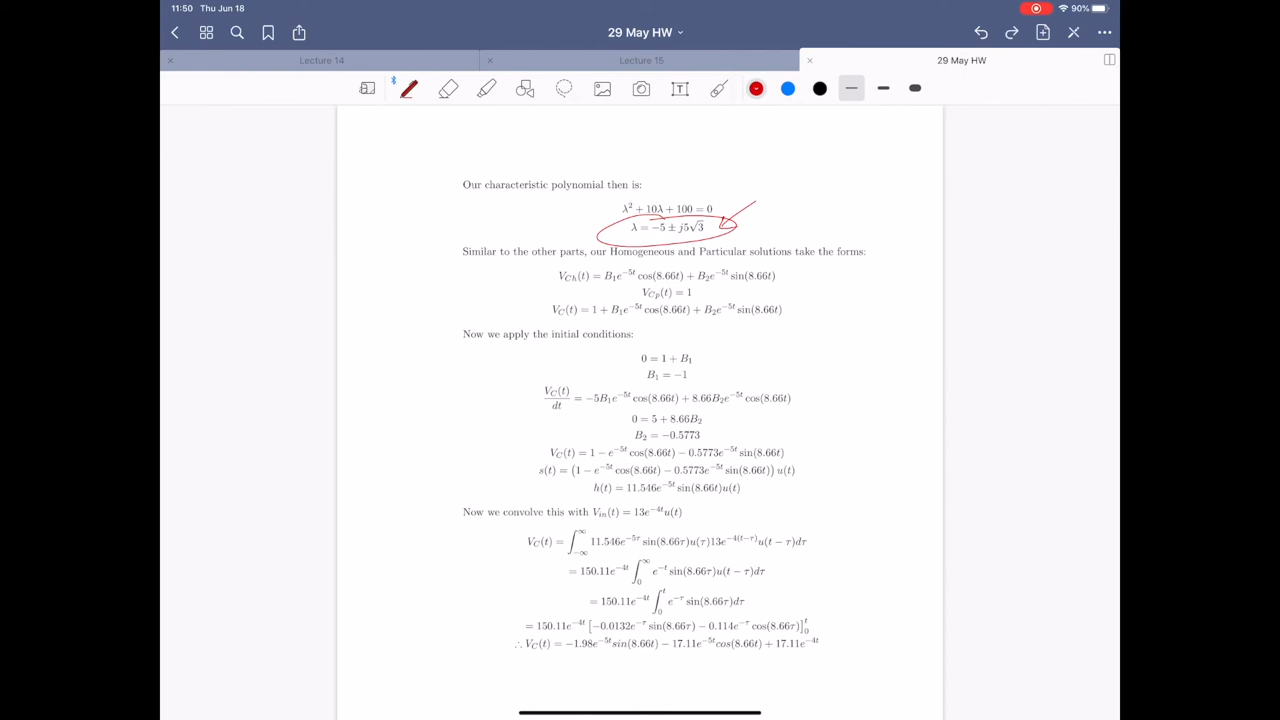 11:50 Thu Jun 18 90%
29 May HW
Lecture 14 Lecture 15 29 May HW
Our characteristic polynomial then is:
λ² + 10λ + 100 = 0
λ = −5 ± j5√3
Similar to the other parts, our Homogeneous and Particular solutions take the forms:
V_{Ch}(t) = B₁e^{−5t} cos(8.66t) + B₂e^{−5t} sin(8.66t)
V_{Cp}(t) = 1
V_C(t) = 1 + B₁e^{−5t} cos(8.66t) + B₂e^{−5t} sin(8.66t)
Now we apply the initial conditions:
0 = 1 + B₁
B₁ = −1
V_C(t)/dt = −5B₁e^{−5t} cos(8.66t) + 8.66B₂e^{−5t} cos(8.66t)
0 = 5 + 8.66B₂
B₂ = −0.5773
V_C(t) = 1 − e^{−5t} cos(8.66t) − 0.5773e^{−5t} sin(8.66t)
s(t) = (1 − e^{−5t} cos(8.66t) − 0.5773e^{−5t} sin(8.66t)) u(t)
h(t) = 11.546e^{−5t} sin(8.66t)u(t)
Now we convolve this with V_{in}(t) = 13e^{−4t}u(t)
V_C(t) = ∫_{−∞}^{∞} 11.546e^{−5τ} sin(8.66τ)u(τ)13e^{−4(t−τ)}u(t − τ)dτ
= 150.11e^{−4t} ∫_0^∞ e^{−t} sin(8.66τ)u(t − τ)dτ
= 150.11e^{−4t} ∫_0^t e^{−τ} sin(8.66τ)dτ
= 150.11e^{−4t} [−0.0132e^{−τ} sin(8.66τ) − 0.114e^{−τ} cos(8.66τ)]_0^t
∴ V_C(t) = −1.98e^{−5t}sin(8.66t) − 17.11e^{−5t}cos(8.66t) + 17.11e^{−4t}